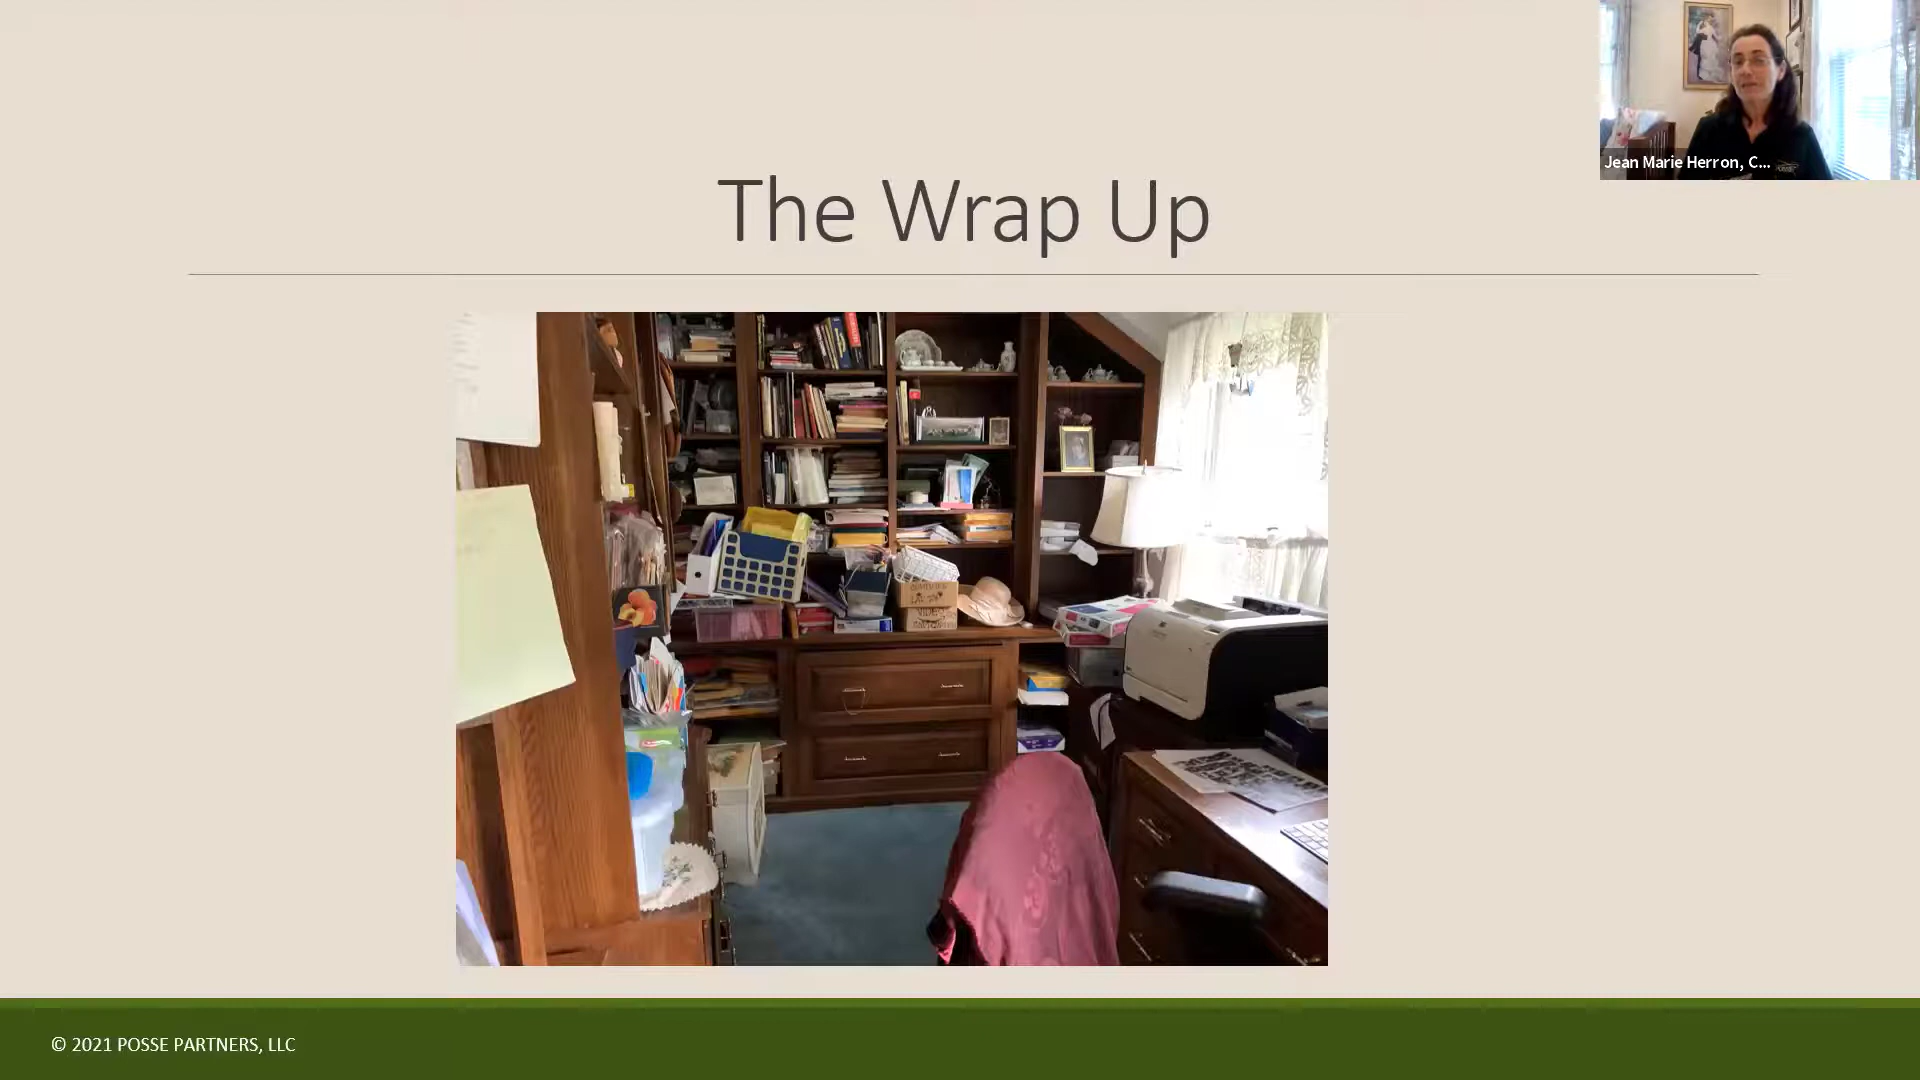 Jean Marie Herron, C...
The Wrap Up
© 2021 POSSE PARTNERS, LLC